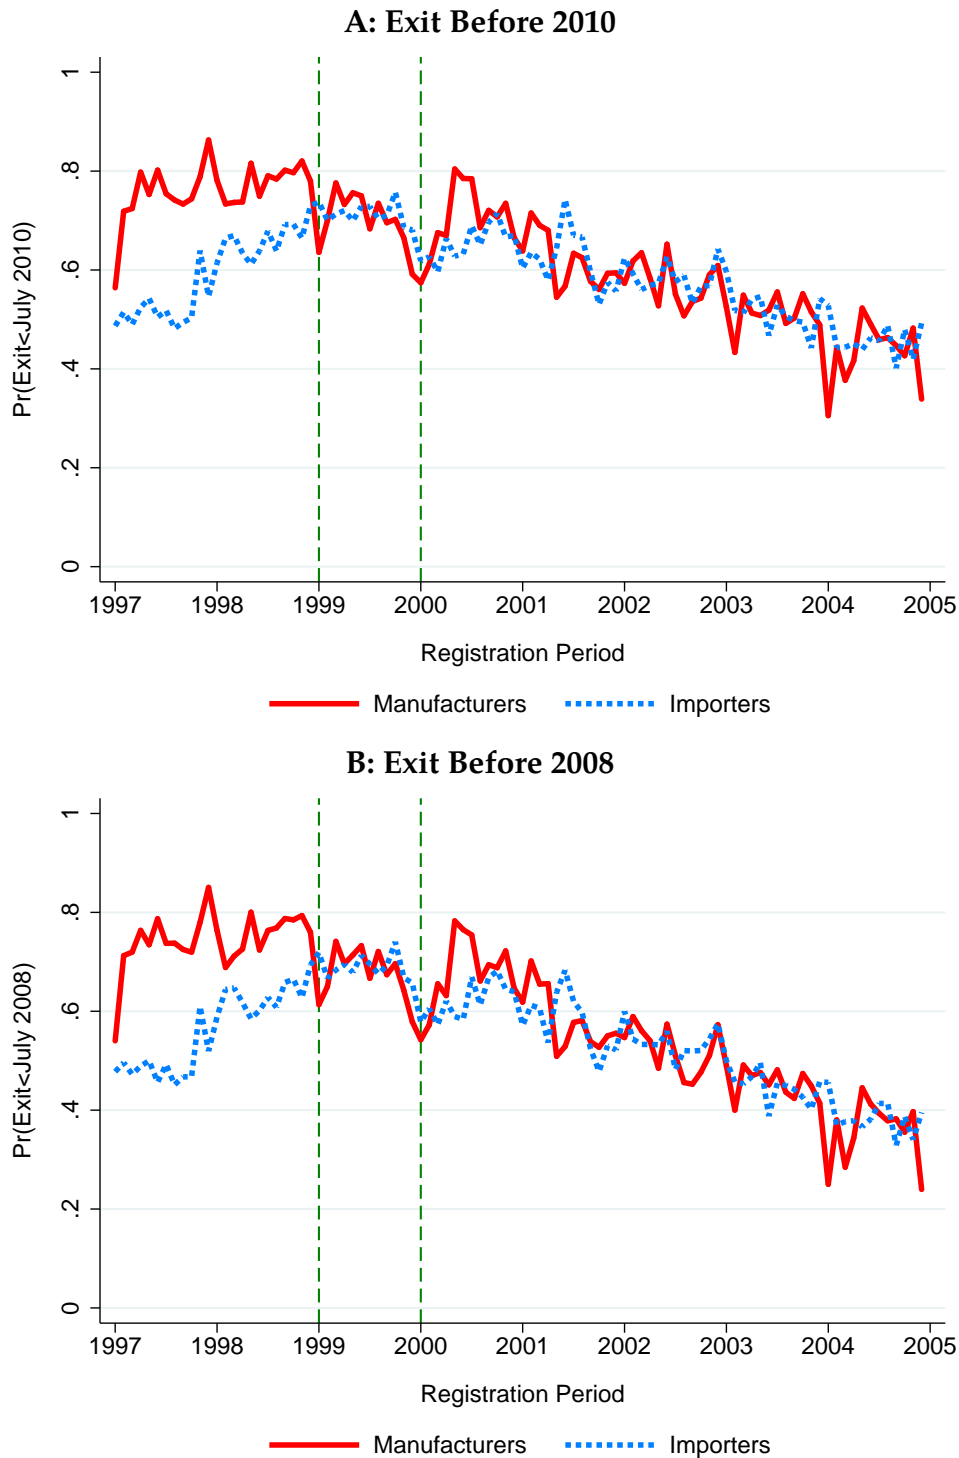 A: Exit Before 2010
Pr(Exit<July 2010)
1
.8
.6
.4
.2
0
1997 1998 1999 2000 2001 2002 2003 2004 2005
Registration Period
Manufacturers Importers
B: Exit Before 2008
Pr(Exit<July 2008)
1
.8
.6
.4
.2
0
1997 1998 1999 2000 2001 2002 2003 2004 2005
Registration Period
Manufacturers Importers